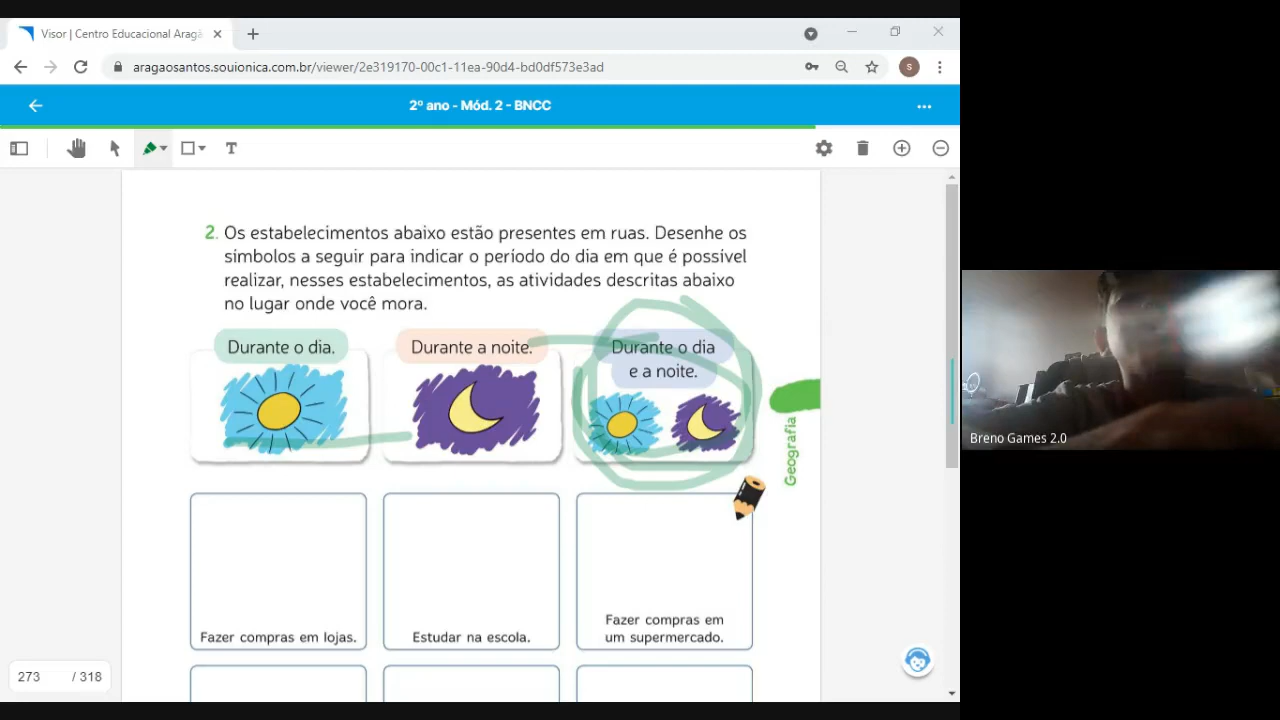 Visor | Centro Educacional Aragã
aragaosantos.souionica.com.br/viewer/2e319170-00c1-11ea-90d4-bd0df573e3ad
s
2º ano - Mód. 2 - BNCC
T
2. Os estabelecimentos abaixo estão presentes em ruas. Desenhe os
símbolos a seguir para indicar o período do dia em que é possível
realizar, nesses estabelecimentos, as atividades descritas abaixo
no lugar onde você mora.
Durante o dia.
Durante a noite.
Durante o dia
e a noite.
Geografia
Fazer compras em lojas.
Estudar na escola.
Fazer compras em
um supermercado.
273 / 318
Breno Games 2.0